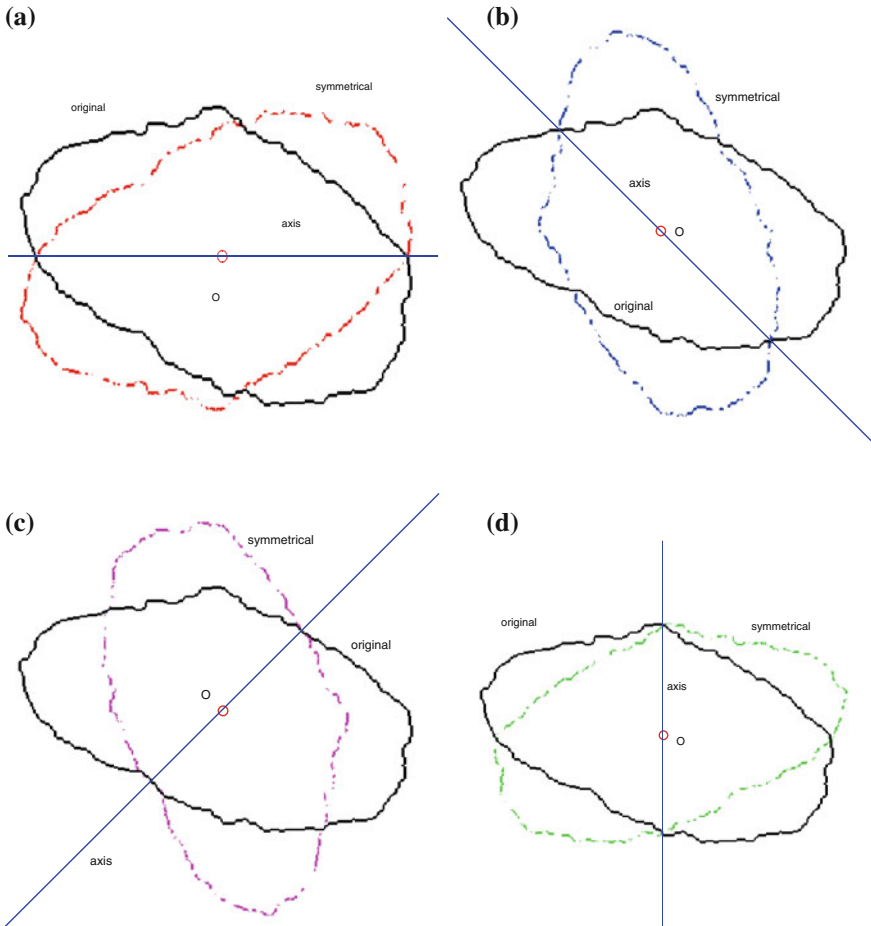 (a)
symmetrical
original
axis
O
(b)
symmetrical
axis
O
original
(c)
symmetrical
original
O
axis
(d)
original
symmetrical
axis
O